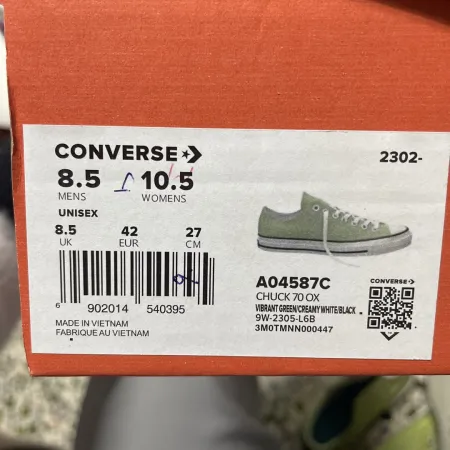 CONVERSE
2302-
8.5 10.5
MENS WOMENS
UNISEX
8.5 42 27
UK EUR CM
6 902014 540395
MADE IN VIETNAM
FABRIQUE AU VIETNAM
A04587C
CHUCK 70 OX
VIBRANT GREEN/CREAMY WHITE/BLACK
9W-2305-L6B
3M0TMNN000447
CONVERSE